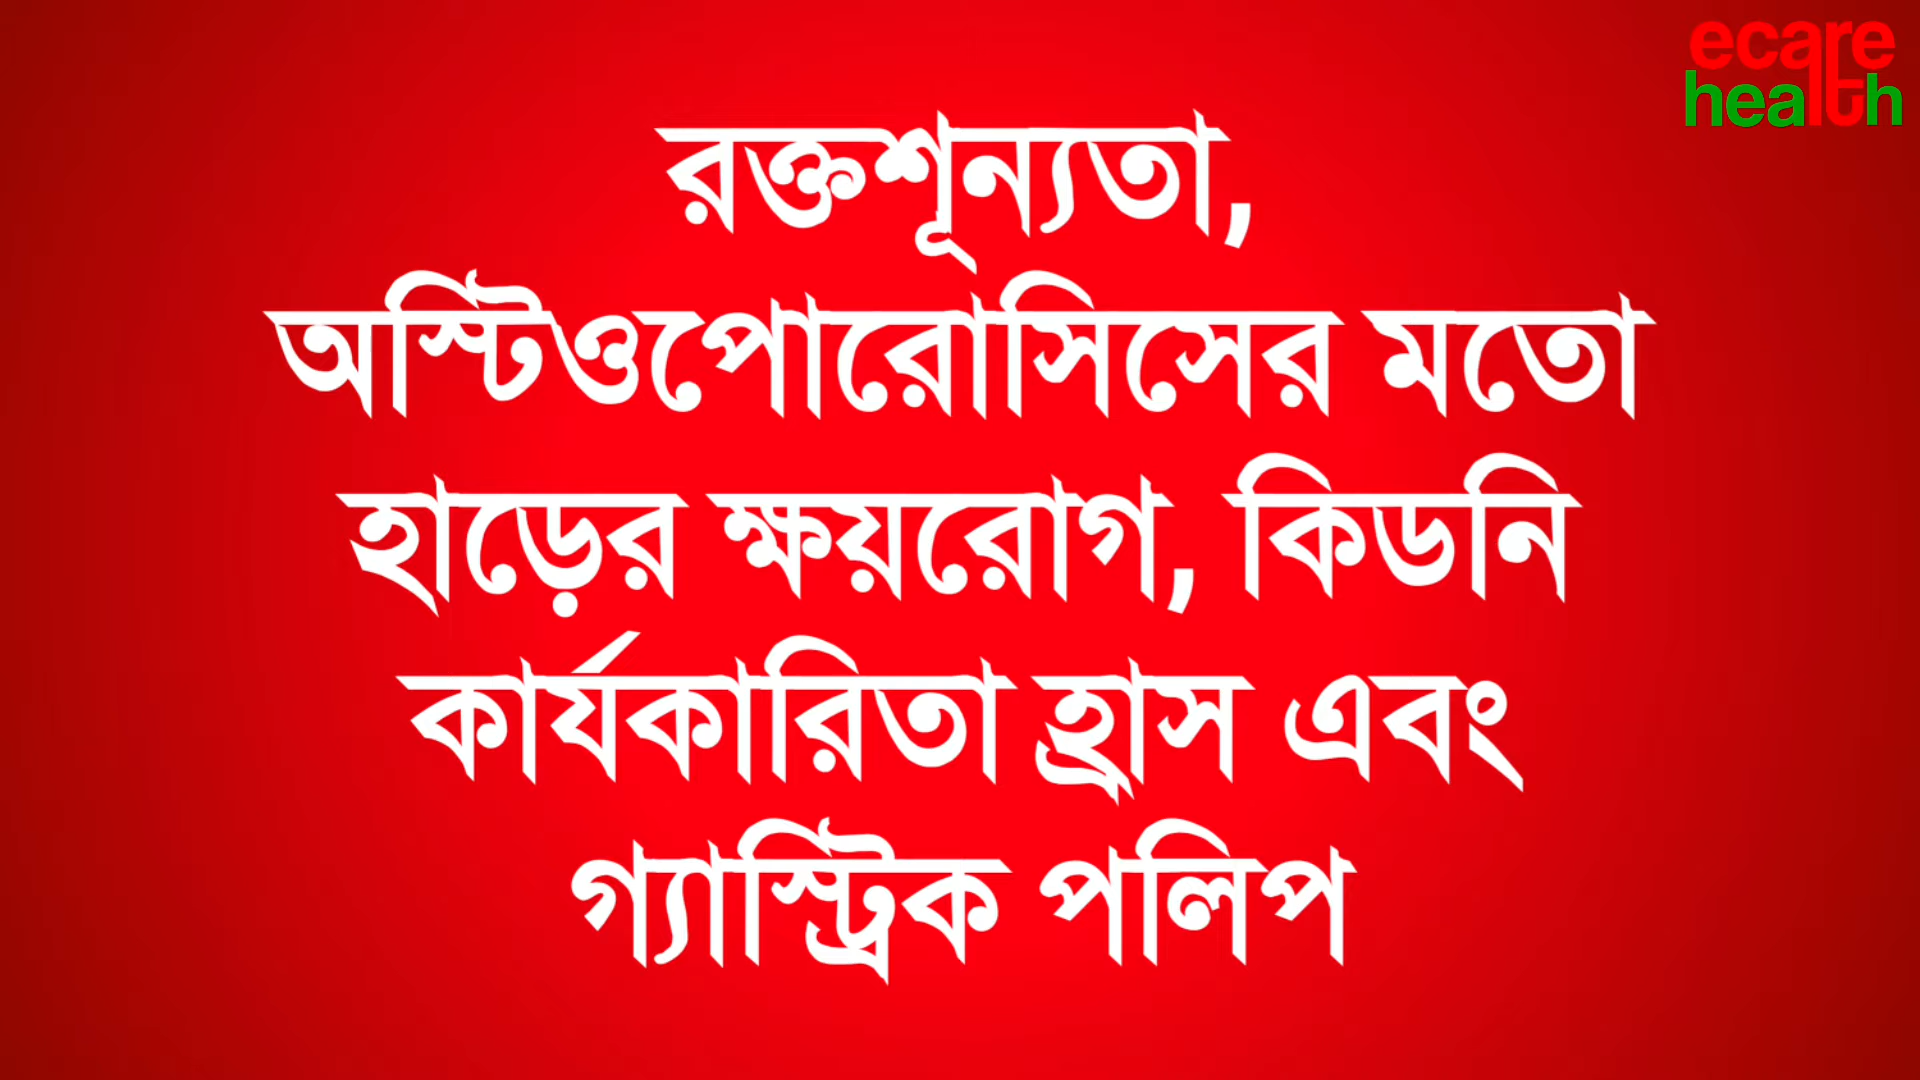 ecare
health
রক্তশূন্যতা,
অস্টিওপোরোসিসের মতো
হাড়ের ক্ষয়রোগ, কিডনি
কার্যকারিতা হ্রাস এবং
গ্যাস্ট্রিক পলিপ